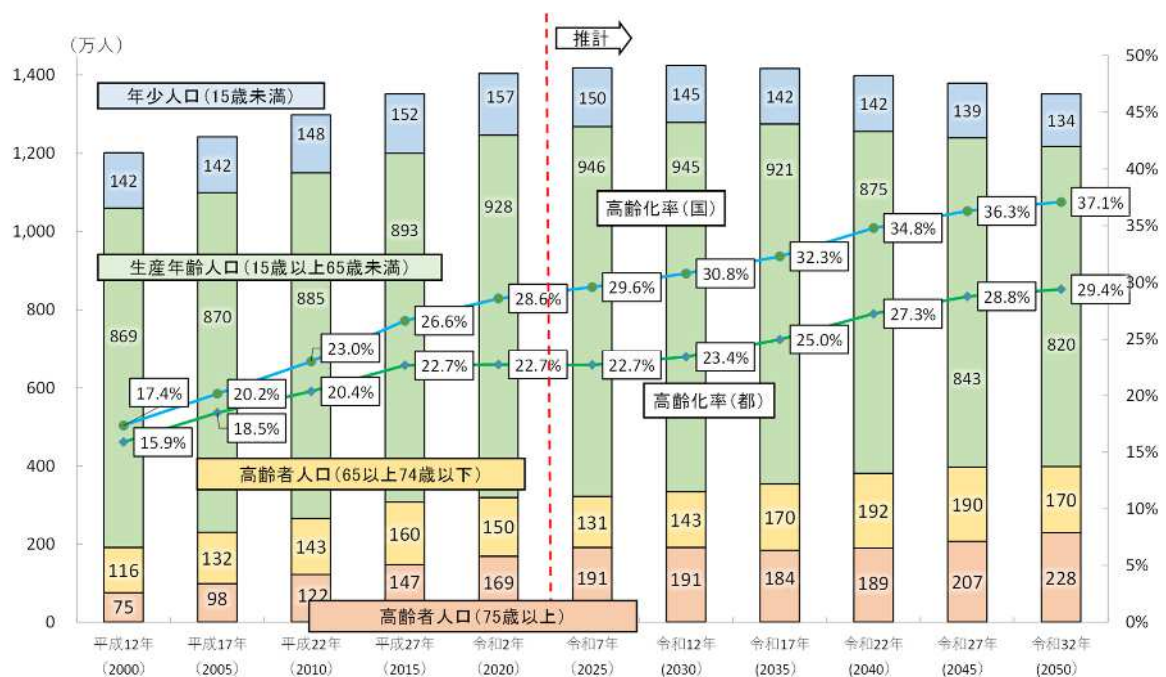 (万人)
推計
1,400
1,200
1,000
800
600
400
200
0
50%
45%
40%
35%
30%
25%
20%
15%
10%
5%
0%
年少人口(15歳未満)
生産年齢人口(15歳以上65歳未満)
高齢者人口(65以上74歳以下)
高齢者人口(75歳以上)
高齢化率(国)
高齢化率(都)
142 142 148 152 157 150 145 142 142 139 134
869 870 885 893 928 946 945 921 875 843 820
17.4% 20.2% 23.0% 26.6% 28.6% 29.6% 30.8% 32.3% 34.8% 36.3% 37.1%
15.9% 18.5% 20.4% 22.7% 22.7% 22.7% 23.4% 25.0% 27.3% 28.8% 29.4%
116 132 143 160 150 131 143 170 192 190 170
75 98 122 147 169 191 191 184 189 207 228
平成12年 平成17年 平成22年 平成27年 令和2年 令和7年 令和12年 令和17年 令和22年 令和27年 令和32年
(2000) (2005) (2010) (2015) (2020) (2025) (2030) (2035) (2040) (2045) (2050)